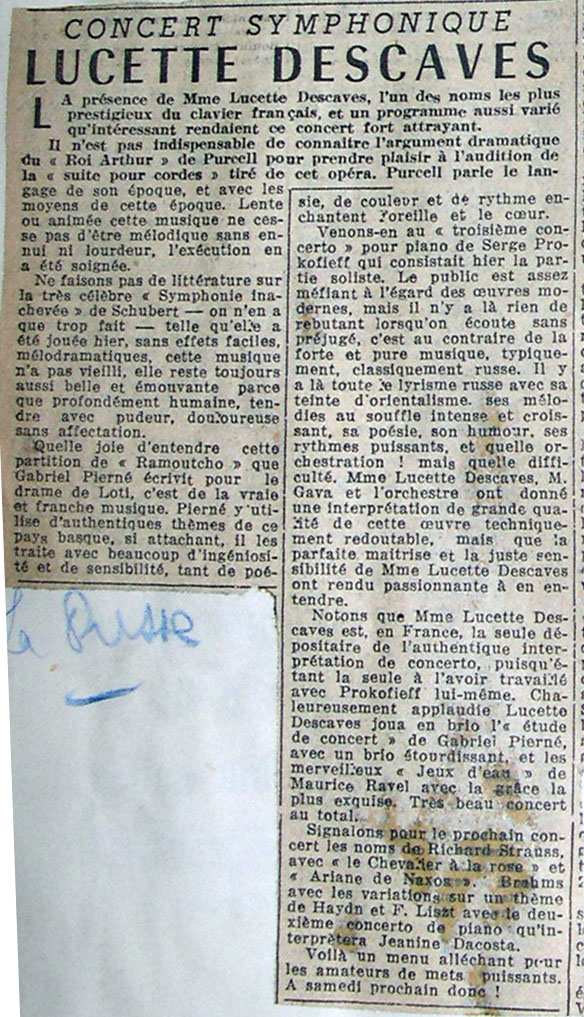 CONCERT SYMPHONIQUE
LUCETTE DESCAVES
LA présence de Mme Lucette Descaves, l'un des noms les plus
prestigieux du clavier français, et un programme aussi varié
qu'intéressant rendaient ce concert fort attrayant.
Il n'est pas indispensable de connaître l'argument dramatique
du « Roi Arthur » de Purcell pour prendre plaisir à l'audition de
la « suite pour cordes » tiré de cet opéra. Purcell parle le lan-
gage de son époque, et avec les
moyens de cette époque. Lente
ou animée cette musique ne ces-
se pas d'être mélodique sans en-
nui ni lourdeur, l'exécution en
a été soignée.
Ne faisons pas de littérature sur
la très célèbre « Symphonie ina-
chevée » de Schubert — on n'en a
que trop fait — telle qu'elle a
été jouée hier, sans effets faciles,
mélodramatiques, cette musique
n'a pas vieilli, elle reste toujours
aussi belle et émouvante parce
que profondément humaine, ten-
dre avec pudeur, douloureuse
sans affectation.
Quelle joie d'entendre cette
partition de « Ramoutcho » que
Gabriel Pierné écrivit pour le
drame de Loti, c'est de la vraie
et franche musique. Pierné y'uti-
lise d'authentiques thèmes de ce
pays basque, si attachant, il les
traite avec beaucoup d'ingéniosi-
té et de sensibilité, tant de poé-
sie, de couleur et de rythme en-
chantent l'oreille et le cœur.
Venons-en au « troisième con-
certo » pour piano de Serge Pro-
kofieff qui consistait hier la par-
tie soliste. Le public est assez
méfiant à l'égard des œuvres mo-
dernes, mais il n'y a là rien de
rebutant lorsqu'on écoute sans
préjugé, c'est au contraire de la
forte et pure musique, typique-
ment, classiquement russe. Il y
a là toute le lyrisme russe avec sa
teinte d'orientalisme, ses mélo-
dies au souffle intense et crois-
sant, sa poésie, son humour, ses
rythmes puissants, et quelle or-
chestration ! mais quelle diffi-
culté. Mme Lucette Descaves, M.
Gava et l'orchestre ont donné
une interprétation de grande qua-
lité de cette œuvre technique-
ment redoutable, mais que la
parfaite maîtrise et la juste sen-
sibilité de Mme Lucette Descaves
ont rendu passionnante à en en-
tendre.
Notons que Mme Lucette Des-
caves est, en France, la seule dé-
positaire de l'authentique inter-
prétation de concerto, puisqu'é-
tant la seule à l'avoir travaillé
avec Prokofieff lui-même. Cha-
leureusement applaudie Lucette
Descaves joua en brio l'« étude
de concert » de Gabriel Pierné,
avec un brio étourdissant, et les
merveilleux « Jeux d'eau » de
Maurice Ravel avec la grâce la
plus exquise. Très beau concert
au total.
Signalons pour le prochain con-
cert les noms de Richard Strauss,
avec « le Chevalier à la rose » et
« Ariane de Naxos ». Brahms
avec les variations sur un thème
de Haydn et F. Liszt avec le deu-
xième concerto de piano qu'in-
terprètera Jeanine Dacosta.
Voilà un menu alléchant pour
les amateurs de mets puissants.
A samedi prochain donc !
La Presse